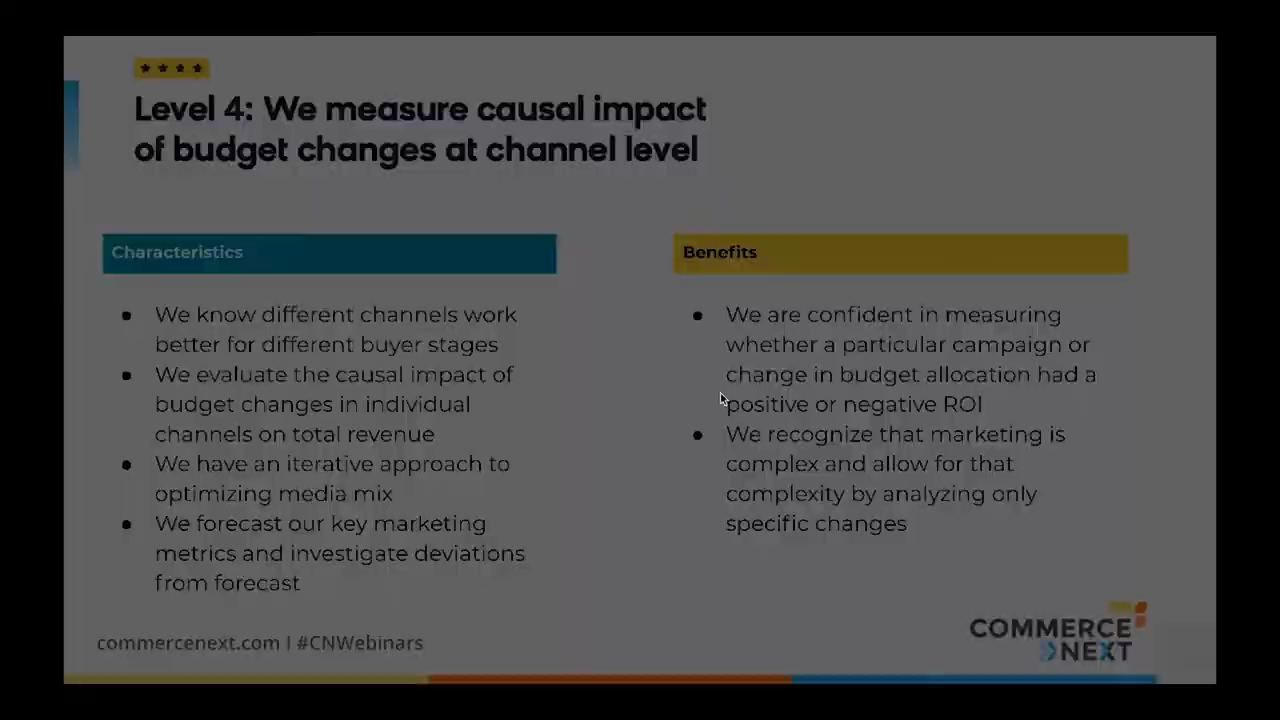 Level 4: We measure causal impact
of budget changes at channel level
Characteristics
● We know different channels work
better for different buyer stages
● We evaluate the causal impact of
budget changes in individual
channels on total revenue
● We have an iterative approach to
optimizing media mix
● We forecast our key marketing
metrics and investigate deviations
from forecast
Benefits
● We are confident in measuring
whether a particular campaign or
change in budget allocation had a
positive or negative ROI
● We recognize that marketing is
complex and allow for that
complexity by analyzing only
specific changes
commercenext.com | #CNWebinars
COMMERCE
NEXT